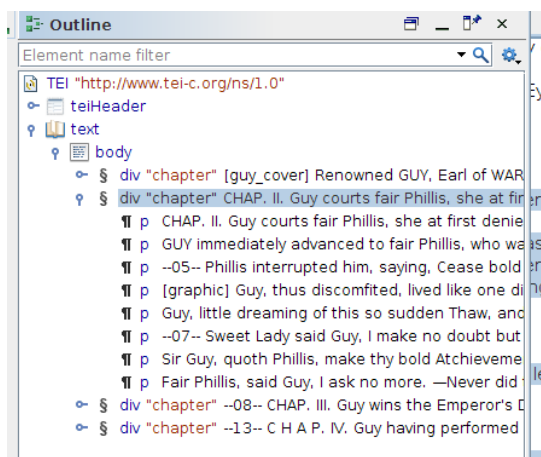 Outline
Element name filter
TEI "http://www.tei-c.org/ns/1.0"
teiHeader
text
body
§ div "chapter" [guy_cover] Renowned GUY, Earl of WAR
§ div "chapter" CHAP. II. Guy courts fair Phillis, she at fir
¶ p CHAP. II. Guy courts fair Phillis, she at first denie
¶ p GUY immediately advanced to fair Phillis, who wa
¶ p --05-- Phillis interrupted him, saying, Cease bold
¶ p [graphic] Guy, thus discomfited, lived like one di
¶ p Guy, little dreaming of this so sudden Thaw, and
¶ p --07-- Sweet Lady said Guy, I make no doubt but
¶ p Sir Guy, quoth Phillis, make thy bold Atchieveme
¶ p Fair Phillis, said Guy, I ask no more. —Never did
§ div "chapter" --08-- CHAP. III. Guy wins the Emperor's
§ div "chapter" --13-- C H A P. IV. Guy having performed